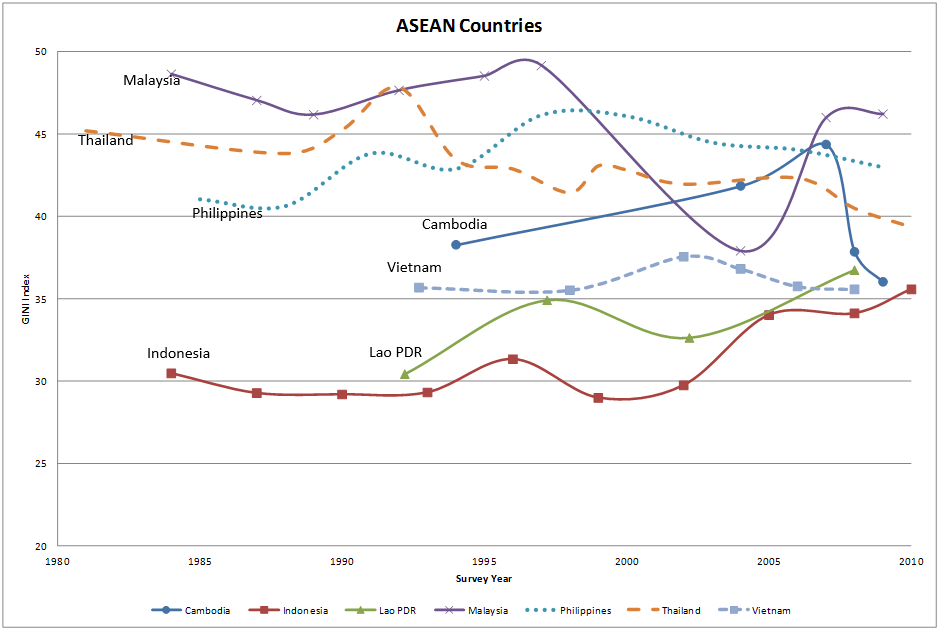 ASEAN Countries
50
Malaysia
45
Thailand
Philippines
40
Cambodia
Vietnam
GINI Index
35
Indonesia
Lao PDR
30
25
20
1980 1985 1990 1995 2000 2005 2010
Survey Year
Cambodia Indonesia Lao PDR Malaysia Philippines Thailand Vietnam